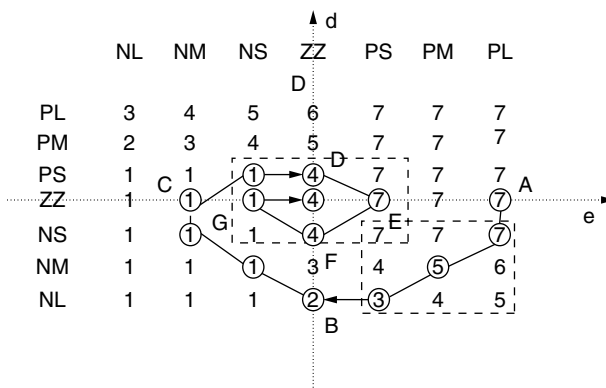 d
NL NM NS ZZ PS PM PL
D
PL 3 4 5 6 7 7 7
PM 2 3 4 5 7 7 7
D
PS 1 1 1 4 7 7 7
C A
ZZ 1 1 1 4 7 7 7
e
G E
NS 1 1 1 4 7 7 7
F
NM 1 1 1 3 4 5 6
NL 1 1 1 2 3 4 5
B